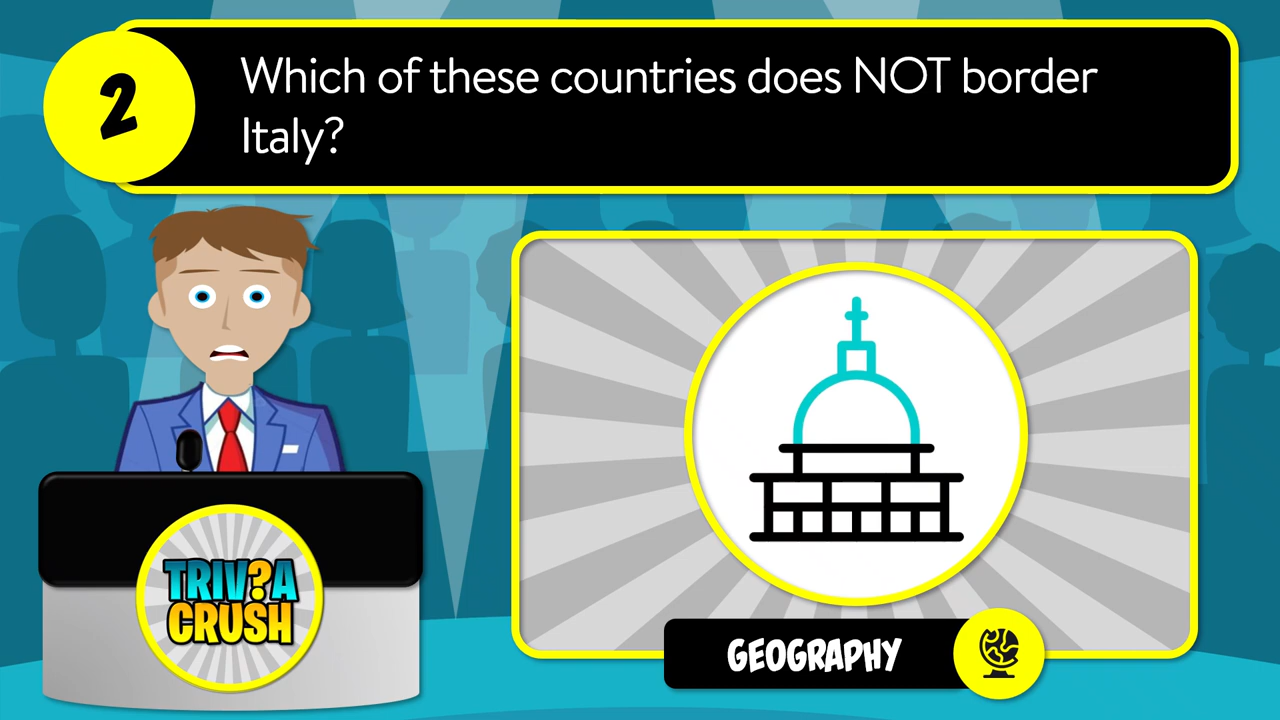 2
Which of these countries does NOT border
Italy?
TRIV?A
CRUSH
GEOGRAPHY